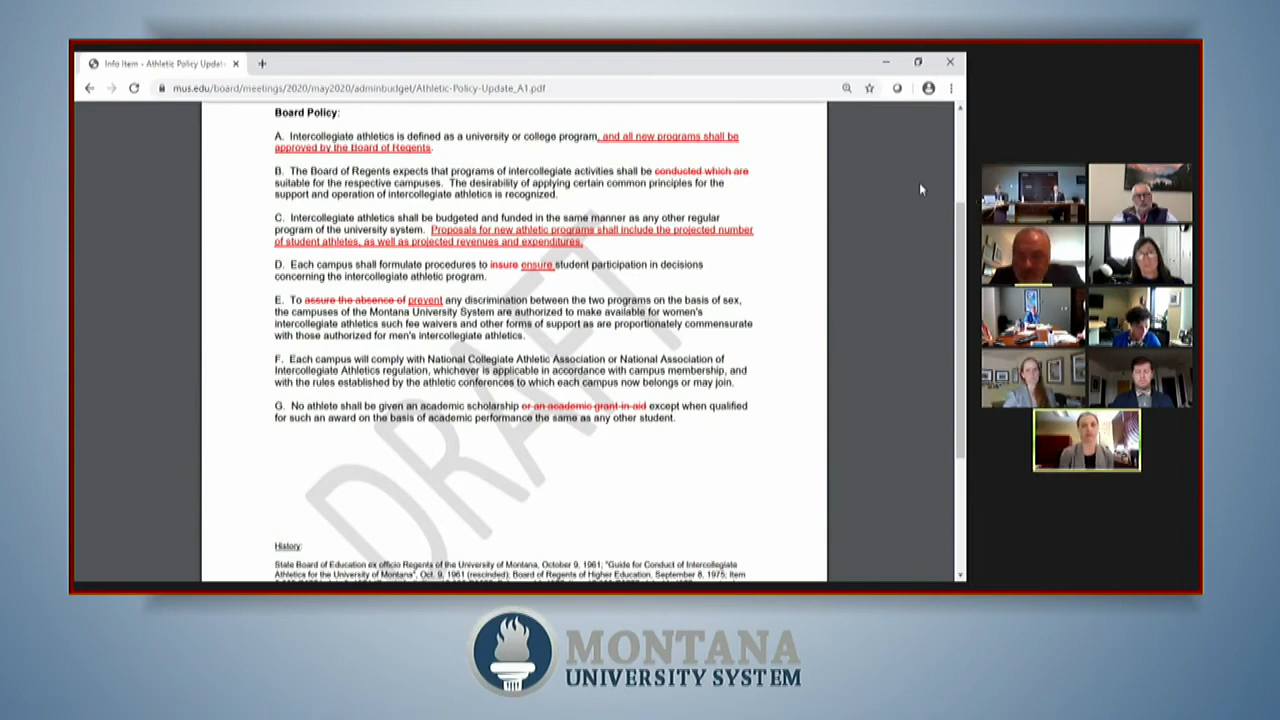 Info Item - Athletic Policy Updat
mus.edu/board/meetings/2020/may2020/adminbudget/Athletic-Policy-Update_A1.pdf
Board Policy:
A. Intercollegiate athletics is defined as a university or college program, and all new programs shall be
approved by the Board of Regents.
B. The Board of Regents expects that programs of intercollegiate activities shall be conducted which are
suitable for the respective campuses. The desirability of applying certain common principles for the
support and operation of intercollegiate athletics is recognized.
C. Intercollegiate athletics shall be budgeted and funded in the same manner as any other regular
program of the university system. Proposals for new athletic programs shall include the projected number
of student athletes, as well as projected revenues and expenditures.
D. Each campus shall formulate procedures to insure ensure student participation in decisions
concerning the intercollegiate athletic program.
E. To assure the absence of prevent any discrimination between the two programs on the basis of sex,
the campuses of the Montana University System are authorized to make available for women's
intercollegiate athletics such fee waivers and other forms of support as are proportionately commensurate
with those authorized for men's intercollegiate athletics.
F. Each campus will comply with National Collegiate Athletic Association or National Association of
Intercollegiate Athletics regulation, whichever is applicable in accordance with campus membership, and
with the rules established by the athletic conferences to which each campus now belongs or may join.
G. No athlete shall be given an academic scholarship or an academic grant-in-aid except when qualified
for such an award on the basis of academic performance the same as any other student.
DRAFT
History:
State Board of Education ex officio Regents of the University of Montana, October 9, 1961; "Guide for Conduct of Intercollegiate
Athletics for the University of Montana", Oct. 9, 1961 (rescinded); Board of Regents of Higher Education, September 8, 1975; Item
MONTANA
UNIVERSITY SYSTEM